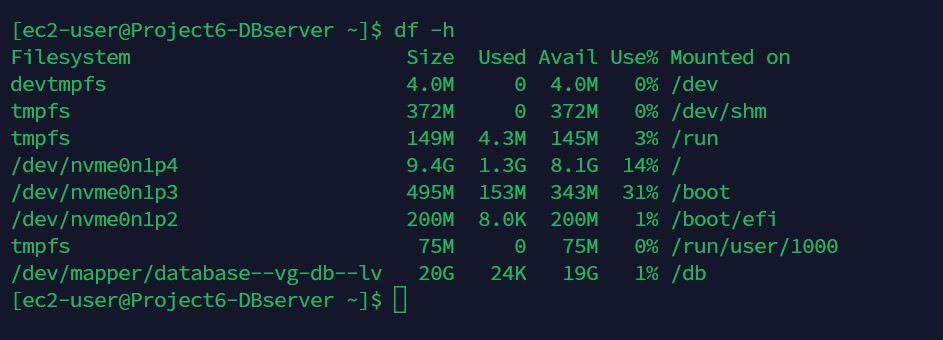 [ec2-user@Project6-DBserver ~]$ df -h
Filesystem                       Size  Used Avail Use% Mounted on
devtmpfs                         4.0M     0  4.0M   0% /dev
tmpfs                            372M     0  372M   0% /dev/shm
tmpfs                            149M  4.3M  145M   3% /run
/dev/nvme0n1p4                   9.4G  1.3G  8.1G  14% /
/dev/nvme0n1p3                   495M  153M  343M  31% /boot
/dev/nvme0n1p2                   200M  8.0K  200M   1% /boot/efi
tmpfs                             75M     0   75M   0% /run/user/1000
/dev/mapper/database--vg-db--lv   20G   24K   19G   1% /db
[ec2-user@Project6-DBserver ~]$